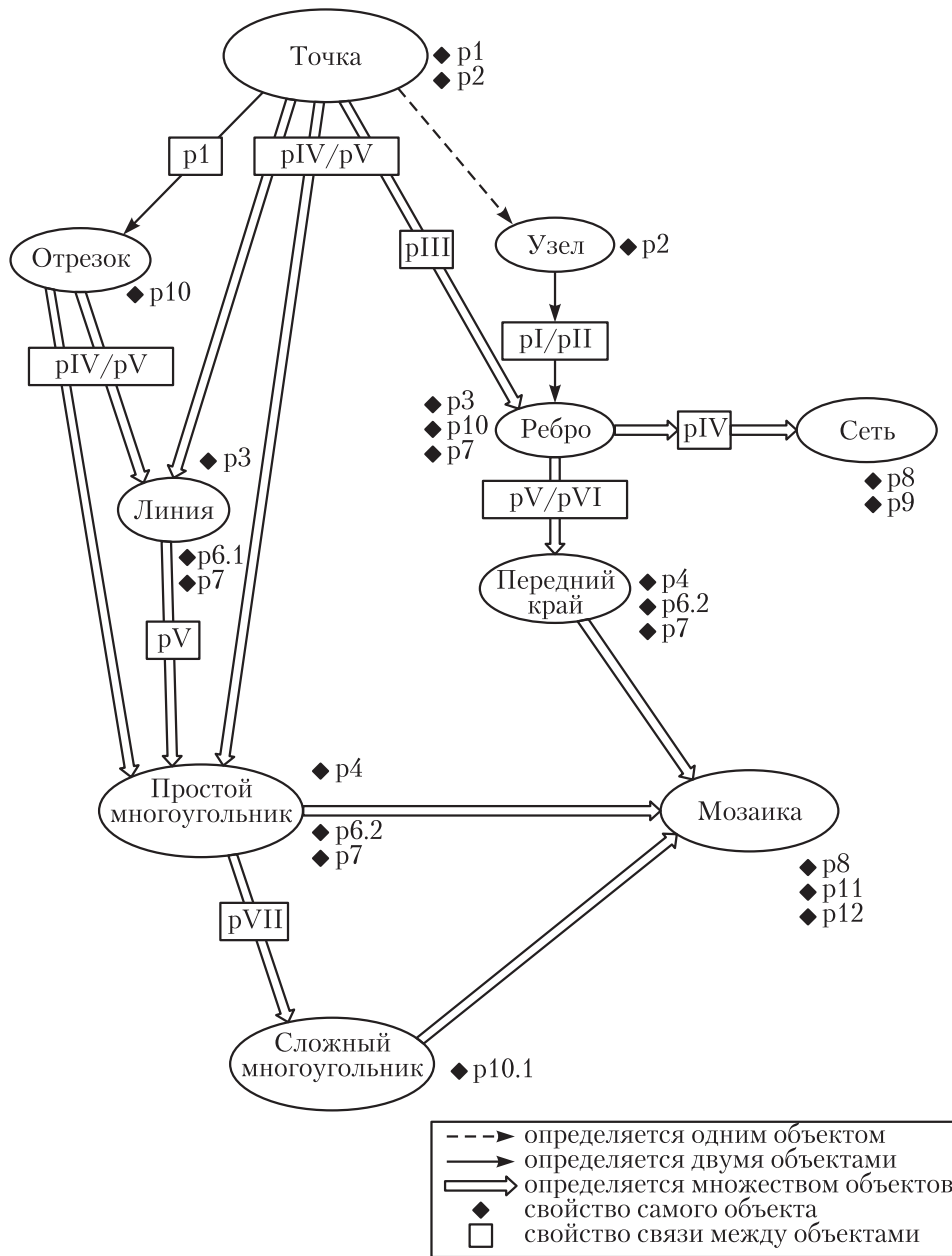 Точка
p1
p2
p1
pIV/pV
pIII
Узел
p2
Отрезок
p10
pI/pII
pIV/pV
p3
p10
p7
Ребро
pIV
Сеть
p8
p9
p3
Линия
p6.1
p7
pV/pVI
Передний
край
p4
p6.2
p7
pV
p4
Простой
многоугольник
p6.2
p7
Мозаика
p8
p11
p12
pVII
Сложный
многоугольник
p10.1
определяется одним объектом
определяется двумя объектами
определяется множеством объектов
свойство самого объекта
свойство связи между объектами